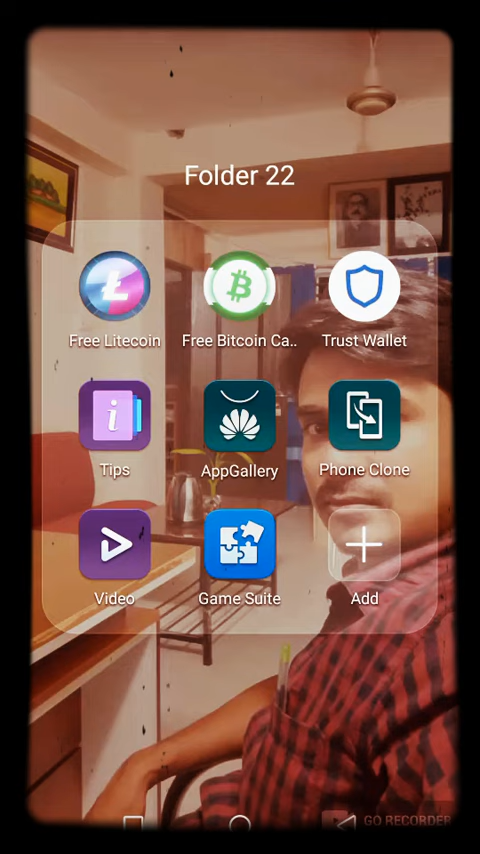 Folder 22
Free Litecoin
Free Bitcoin Ca..
Trust Wallet
Tips
AppGallery
Phone Clone
Video
Game Suite
Add
GO RECORDER